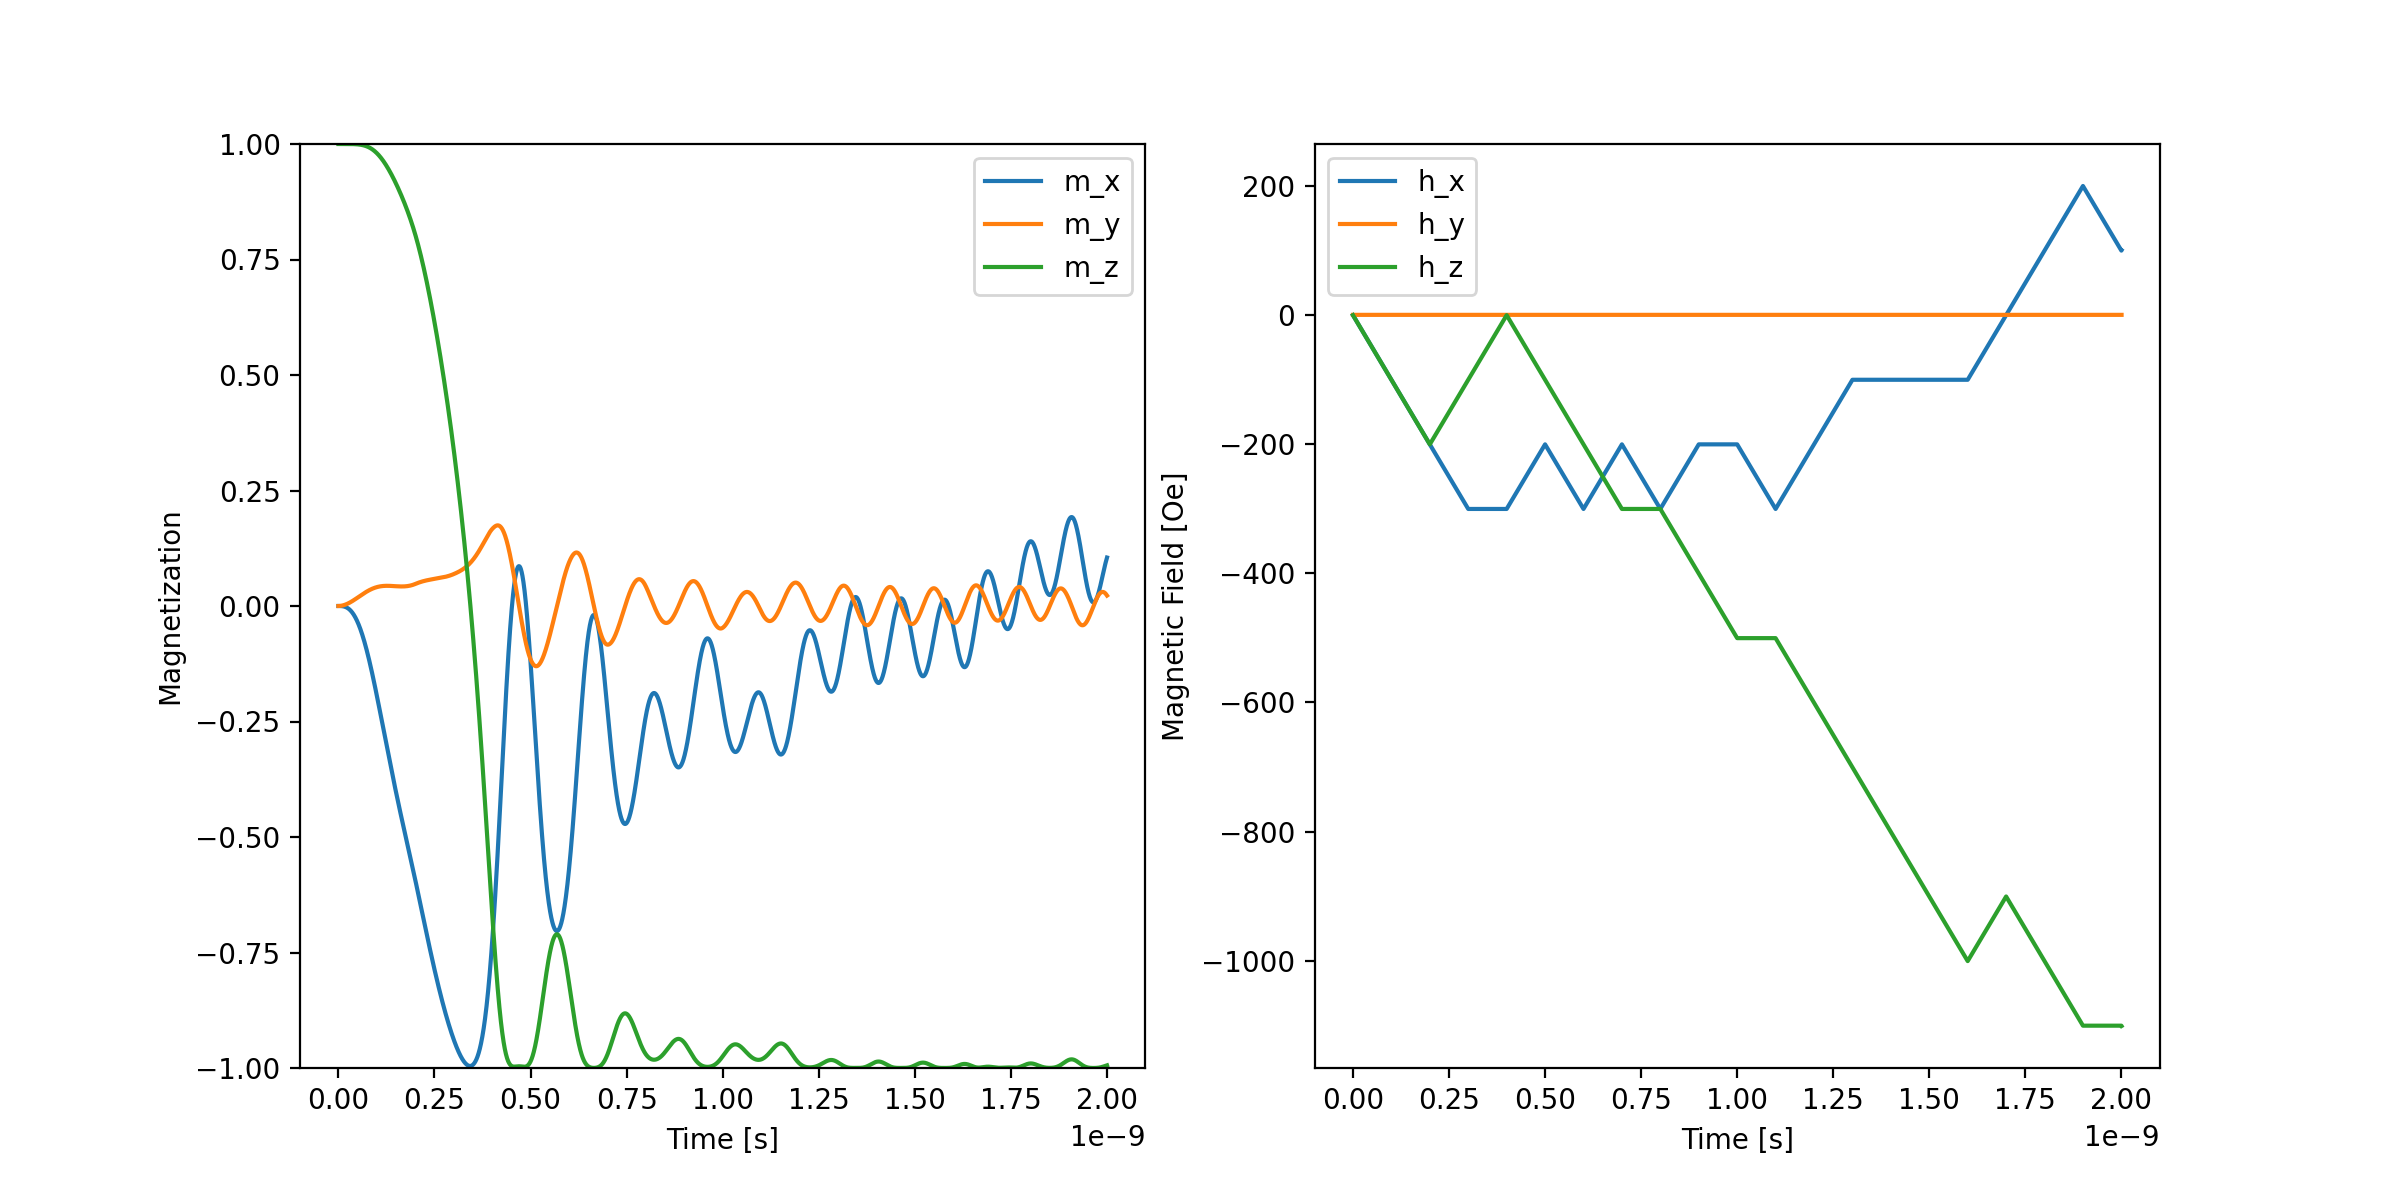 Magnetization
1.00
0.75
0.50
0.25
0.00
−0.25
−0.50
−0.75
−1.00
m_x
m_y
m_z
0.00 0.25 0.50 0.75 1.00 1.25 1.50 1.75 2.00
Time [s]
1e−9
Magnetic Field [Oe]
200
0
−200
−400
−600
−800
−1000
h_x
h_y
h_z
0.00 0.25 0.50 0.75 1.00 1.25 1.50 1.75 2.00
Time [s]
1e−9